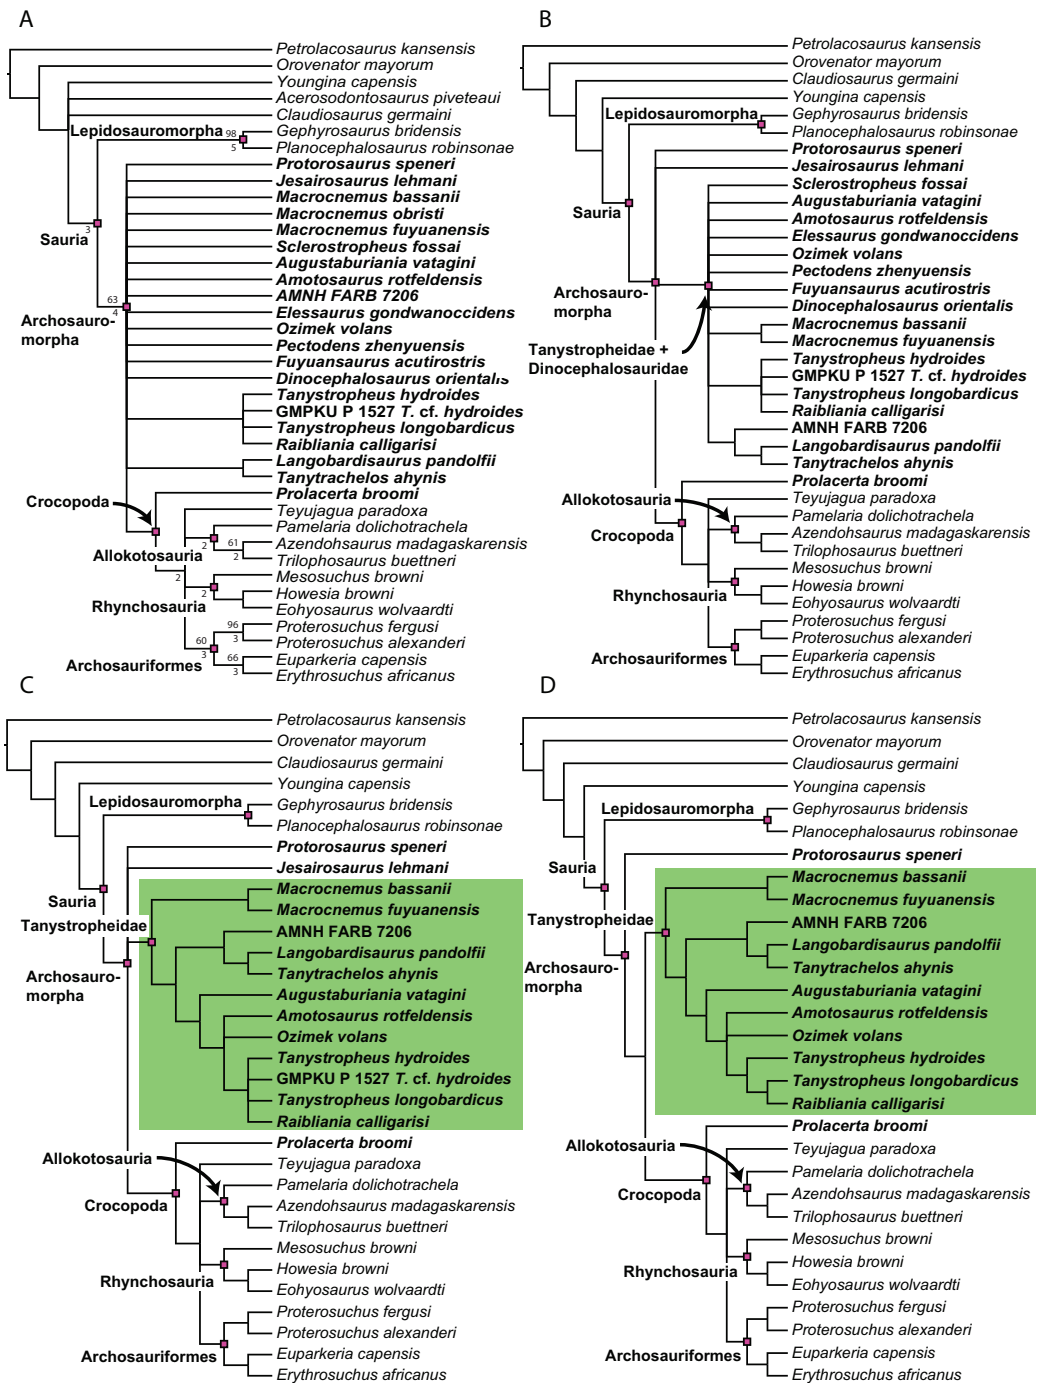 A
Petrolacosaurus kansensis
Orovenator mayorum
Youngina capensis
Acerosodontosaurus piveteaui
Claudiosaurus germaini
Lepidosauromorpha
98
5
Gephyrosaurus bridensis
Planocephalosaurus robinsonae
Protorosaurus speneri
Jesairosaurus lehmani
Macrocnemus bassanii
Macrocnemus obristi
Macrocnemus fuyuanensis
Sauria
3
Sclerostropheus fossai
Augustaburiania vatagini
Amotosaurus rotfeldensis
63
4
AMNH FARB 7206
Archosauro-
morpha
Elessaurus gondwanoccidens
Ozimek volans
Pectodens zhenyuensis
Fuyuansaurus acutirostris
Dinocephalosaurus orientalis
Tanystropheus hydroides
GMPKU P 1527 T. cf. hydroides
Tanystropheus longobardicus
Raibliania calligarisi
Langobardisaurus pandolfii
Tanytrachelos ahynis
Crocopoda
Prolacerta broomi
Teyujagua paradoxa
Pamelaria dolichotrachela
Allokotosauria
2
61
2
Azendohsaurus madagaskarensis
Trilophosaurus buettneri
2
Mesosuchus browni
2
Rhynchosauria
Howesia browni
Eohyosaurus wolvaardti
96
3
Proterosuchus fergusi
Proterosuchus alexanderi
60
3
Archosauriformes
66
3
Euparkeria capensis
Erythrosuchus africanus
B
Petrolacosaurus kansensis
Orovenator mayorum
Claudiosaurus germaini
Youngina capensis
Lepidosauromorpha
Gephyrosaurus bridensis
Planocephalosaurus robinsonae
Protorosaurus speneri
Jesairosaurus lehmani
Sclerostropheus fossai
Sauria
Augustaburiania vatagini
Amotosaurus rotfeldensis
Elessaurus gondwanoccidens
Ozimek volans
Pectodens zhenyuensis
Archosauro-
morpha
Fuyuansaurus acutirostris
Dinocephalosaurus orientalis
Macrocnemus bassanii
Macrocnemus fuyuanensis
Tanystropheidae +
Dinocephalosauridae
Tanystropheus hydroides
GMPKU P 1527 T. cf. hydroides
Tanystropheus longobardicus
Raibliania calligarisi
AMNH FARB 7206
Langobardisaurus pandolfii
Tanytrachelos ahynis
Prolacerta broomi
Allokotosauria
Teyujagua paradoxa
Pamelaria dolichotrachela
Crocopoda
Azendohsaurus madagaskarensis
Trilophosaurus buettneri
Mesosuchus browni
Rhynchosauria
Howesia browni
Eohyosaurus wolvaardti
Proterosuchus fergusi
Proterosuchus alexanderi
Archosauriformes
Euparkeria capensis
Erythrosuchus africanus
C
Petrolacosaurus kansensis
Orovenator mayorum
Claudiosaurus germaini
Youngina capensis
Lepidosauromorpha
Gephyrosaurus bridensis
Planocephalosaurus robinsonae
Protorosaurus speneri
Jesairosaurus lehmani
Sauria
Macrocnemus bassanii
Macrocnemus fuyuanensis
Tanystropheidae
AMNH FARB 7206
Langobardisaurus pandolfii
Archosauro-
morpha
Tanytrachelos ahynis
Augustaburiania vatagini
Amotosaurus rotfeldensis
Ozimek volans
Tanystropheus hydroides
GMPKU P 1527 T. cf. hydroides
Tanystropheus longobardicus
Raibliania calligarisi
Prolacerta broomi
Allokotosauria
Teyujagua paradoxa
Pamelaria dolichotrachela
Crocopoda
Azendohsaurus madagaskarensis
Trilophosaurus buettneri
Mesosuchus browni
Rhynchosauria
Howesia browni
Eohyosaurus wolvaardti
Proterosuchus fergusi
Proterosuchus alexanderi
Archosauriformes
Euparkeria capensis
Erythrosuchus africanus
D
Petrolacosaurus kansensis
Orovenator mayorum
Claudiosaurus germaini
Youngina capensis
Lepidosauromorpha
Gephyrosaurus bridensis
Planocephalosaurus robinsonae
Protorosaurus speneri
Sauria
Macrocnemus bassanii
Macrocnemus fuyuanensis
Tanystropheidae
AMNH FARB 7206
Langobardisaurus pandolfii
Archosauro-
morpha
Tanytrachelos ahynis
Augustaburiania vatagini
Amotosaurus rotfeldensis
Ozimek volans
Tanystropheus hydroides
Tanystropheus longobardicus
Raibliania calligarisi
Prolacerta broomi
Allokotosauria
Teyujagua paradoxa
Pamelaria dolichotrachela
Crocopoda
Azendohsaurus madagaskarensis
Trilophosaurus buettneri
Mesosuchus browni
Rhynchosauria
Howesia browni
Eohyosaurus wolvaardti
Proterosuchus fergusi
Proterosuchus alexanderi
Archosauriformes
Euparkeria capensis
Erythrosuchus africanus